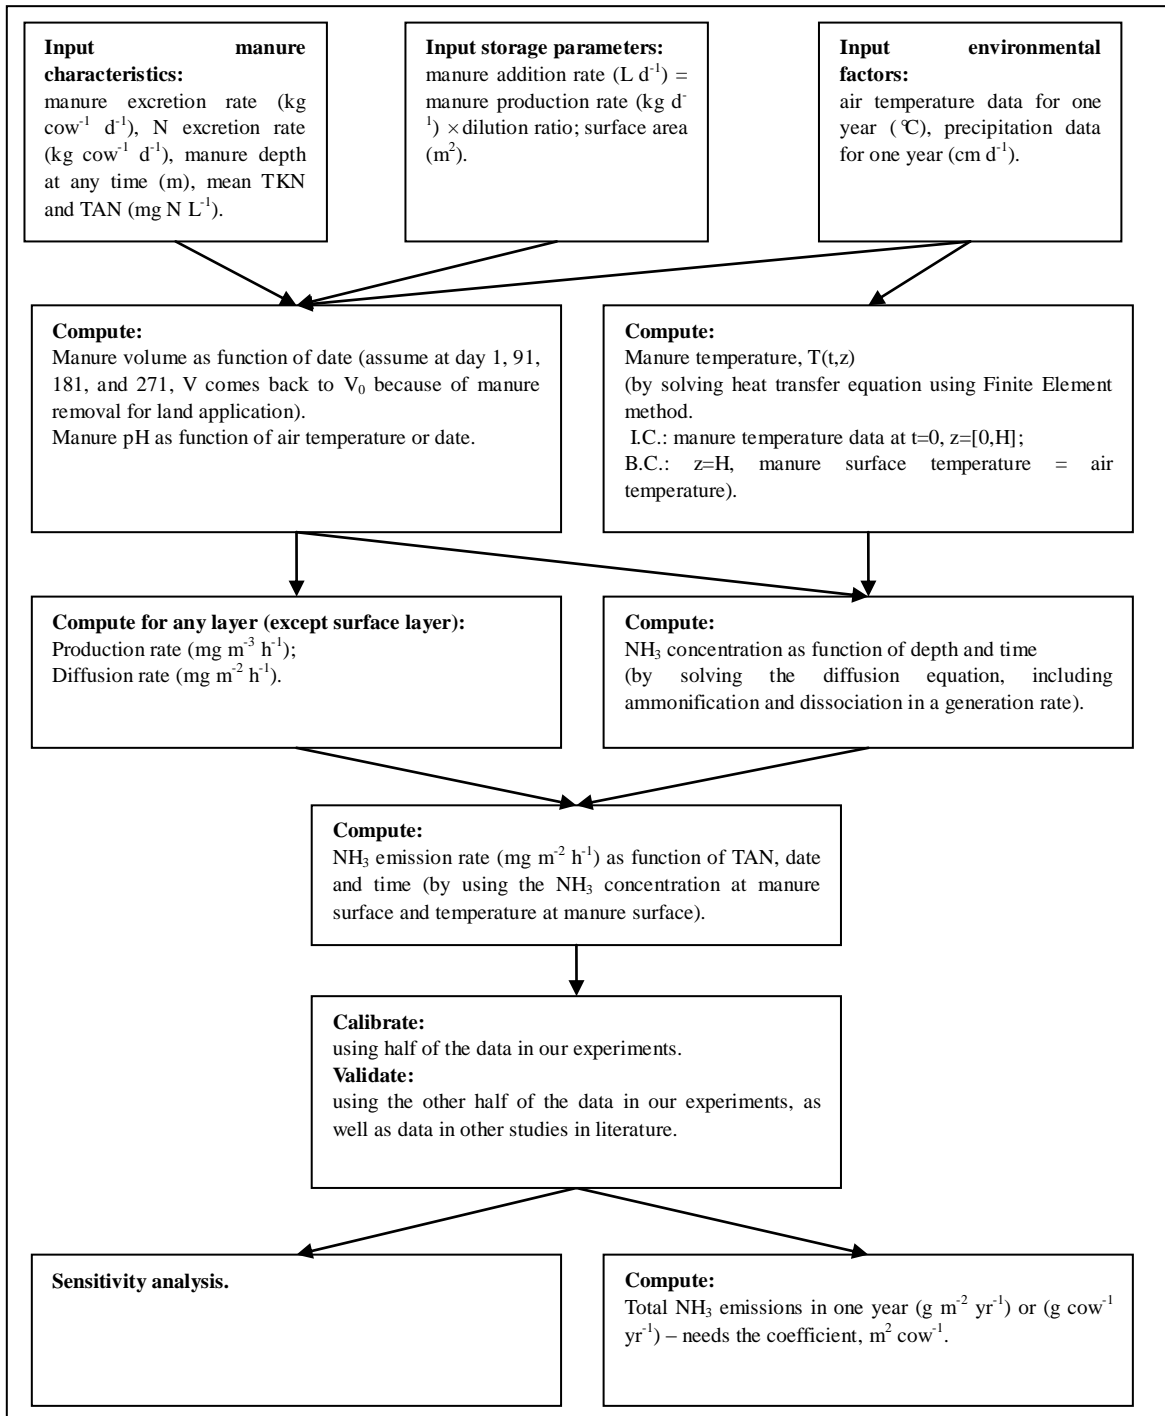 Input manure
characteristics:
manure excretion rate (kg
cow⁻¹ d⁻¹), N excretion rate
(kg cow⁻¹ d⁻¹), manure depth
at any time (m), mean TKN
and TAN (mg N L⁻¹).
Input storage parameters:
manure addition rate (L d⁻¹) =
manure production rate (kg d⁻
¹) × dilution ratio; surface area
(m²).
Input environmental
factors:
air temperature data for one
year (℃), precipitation data
for one year (cm d⁻¹).
Compute:
Manure volume as function of date (assume at day 1, 91,
181, and 271, V comes back to V₀ because of manure
removal for land application).
Manure pH as function of air temperature or date.
Compute:
Manure temperature, T(t,z)
(by solving heat transfer equation using Finite Element
method.
I.C.: manure temperature data at t=0, z=[0,H];
B.C.: z=H, manure surface temperature = air
temperature).
Compute for any layer (except surface layer):
Production rate (mg m⁻³ h⁻¹);
Diffusion rate (mg m⁻² h⁻¹).
Compute:
NH₃ concentration as function of depth and time
(by solving the diffusion equation, including
ammonification and dissociation in a generation rate).
Compute:
NH₃ emission rate (mg m⁻² h⁻¹) as function of TAN, date
and time (by using the NH₃ concentration at manure
surface and temperature at manure surface).
Calibrate:
using half of the data in our experiments.
Validate:
using the other half of the data in our experiments, as
well as data in other studies in literature.
Sensitivity analysis.
Compute:
Total NH₃ emissions in one year (g m⁻² yr⁻¹) or (g cow⁻¹
yr⁻¹) – needs the coefficient, m² cow⁻¹.